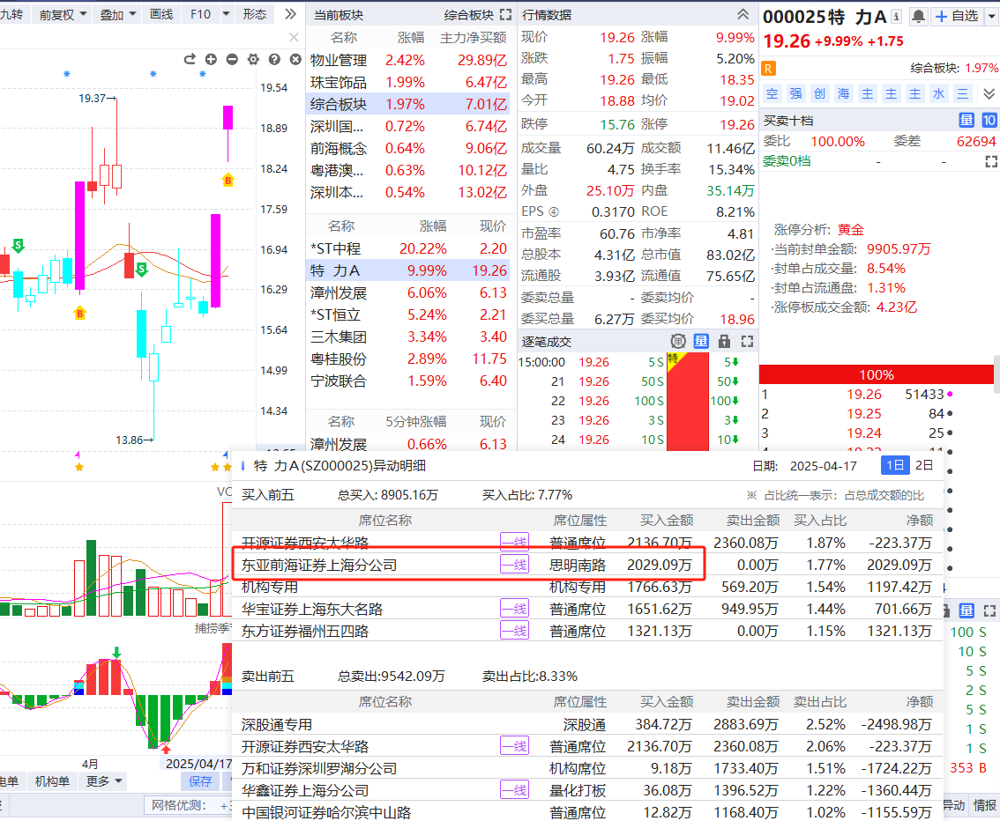 九转 前复权 叠加 画线 F10 形态
19.54
18.89
18.24
17.59
16.94
16.29
15.64
14.99
14.34
19.37→
13.86→
S
S
B
B
4月
2025/04/17
机构单 更多 保存
网格优测:
当前板块 综合板块
名称 涨幅 主力净买额
物业管理 2.42% 29.89亿
珠宝饰品 1.99% 6.47亿
综合板块 1.97% 7.01亿
深圳国... 0.72% 6.74亿
前海概念 0.64% 9.06亿
粤港澳... 0.63% 10.12亿
深圳本... 0.54% 13.02亿
名称 涨幅 现价
*ST中程 20.22% 2.20
特 力A 9.99% 19.26
漳州发展 6.06% 6.13
*ST恒立 5.24% 2.21
三木集团 3.34% 3.40
粤桂股份 2.89% 11.75
宁波联合 1.59% 6.40
名称 5分钟涨幅 现价
漳州发展 0.66% 6.13
行情数据
现价 19.26 涨幅 9.99%
涨跌 1.75 振幅 5.20%
最高 19.26 最低 18.35
今开 18.88 均价 19.02
跌停 15.76 涨停 19.26
成交量 60.24万 成交额 11.46亿
量比 4.75 换手率 15.34%
外盘 25.10万 内盘 35.14万
EPS ④ 0.3170 ROE 8.21%
市盈率 60.76 市净率 4.81
总股本 4.31亿 总市值 83.02亿
流通股 3.93亿 流通值 75.65亿
委卖总量 - 委卖均价 -
委买总量 6.27万 委买均价 18.96
逐笔成交 单 量
特
15:00:00 19.26 5 S 5
21 19.26 50 S 50
22 19.26 100 S 100
23 19.26 3 S 3
24 19.26 10 S 10
000025特 力A 自选
19.26 +9.99% +1.75
R 综合板块: 1.97%
空 强 创 海 主 主 主 水 三
买卖十档 量 10
委比 100.00% 委差 62694
委卖0档 - -
涨停分析: 黄金
·当前封单金额: 9905.97万
·封单占成交量: 8.54%
·封单占流通盘: 1.31%
·涨停板成交金额: 4.23亿
100%
1 19.26 51433
2 19.25 84
3 19.24 25
特 力A(SZ000025)异动明细 日期: 2025-04-17 1日 2日
买入前五 总买入: 8905.16万 买入占比: 7.77% ※ 占比统一表示: 占总成交额的比
席位名称 席位属性 买入金额 卖出金额 买入占比 净额
开源证券西安太华路 一线 普通席位 2136.70万 2360.08万 1.87% -223.37万
东亚前海证券上海分公司 一线 思明南路 2029.09万 0.00万 1.77% 2029.09万
机构专用 机构专用 1766.63万 569.20万 1.54% 1197.42万
华宝证券上海东大名路 一线 普通席位 1651.62万 949.95万 1.44% 701.66万
东方证券福州五四路 一线 普通席位 1321.13万 0.00万 1.15% 1321.13万
卖出前五 总卖出:9542.09万 卖出占比:8.33%
席位名称 席位属性 买入金额 卖出金额 卖出占比 净额
深股通专用 深股通 384.72万 2883.69万 2.52% -2498.98万
开源证券西安太华路 一线 普通席位 2136.70万 2360.08万 2.06% -223.37万
万和证券深圳罗湖分公司 机构席位 9.18万 1733.40万 1.51% -1724.22万
华鑫证券上海分公司 一线 量化打板 36.08万 1396.52万 1.22% -1360.44万
中国银河证券哈尔滨中山路 普通席位 12.82万 1168.40万 1.02% -1155.59万
量
100 S
10 S
5 S
2 S
5 S
1 S
1 S
353 B
异动 情报